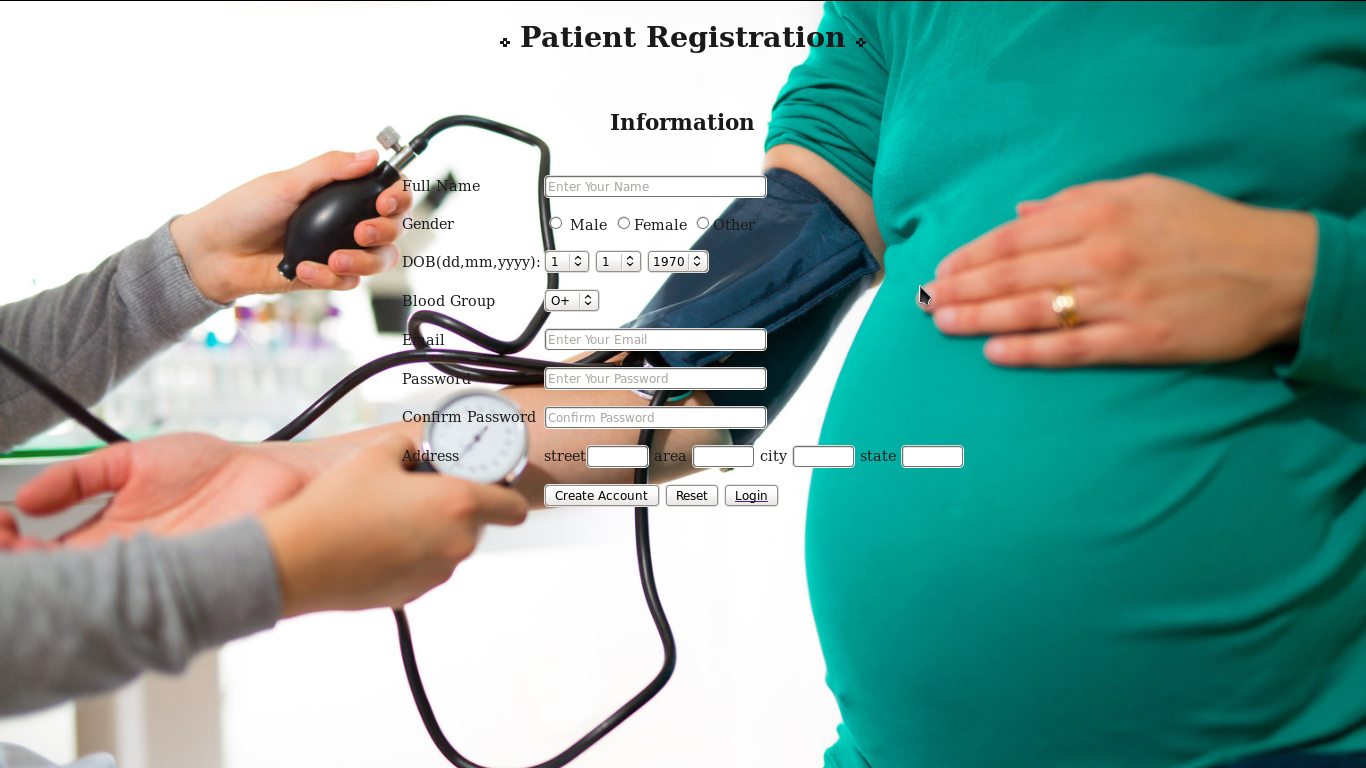 Patient Registration
Information
Full Name Enter Your Name
Gender Male Female Other
DOB(dd,mm,yyyy): 1 1 1970
Blood Group O+
Email Enter Your Email
Password Enter Your Password
Confirm Password Confirm Password
Address street area city state
Create Account Reset Login